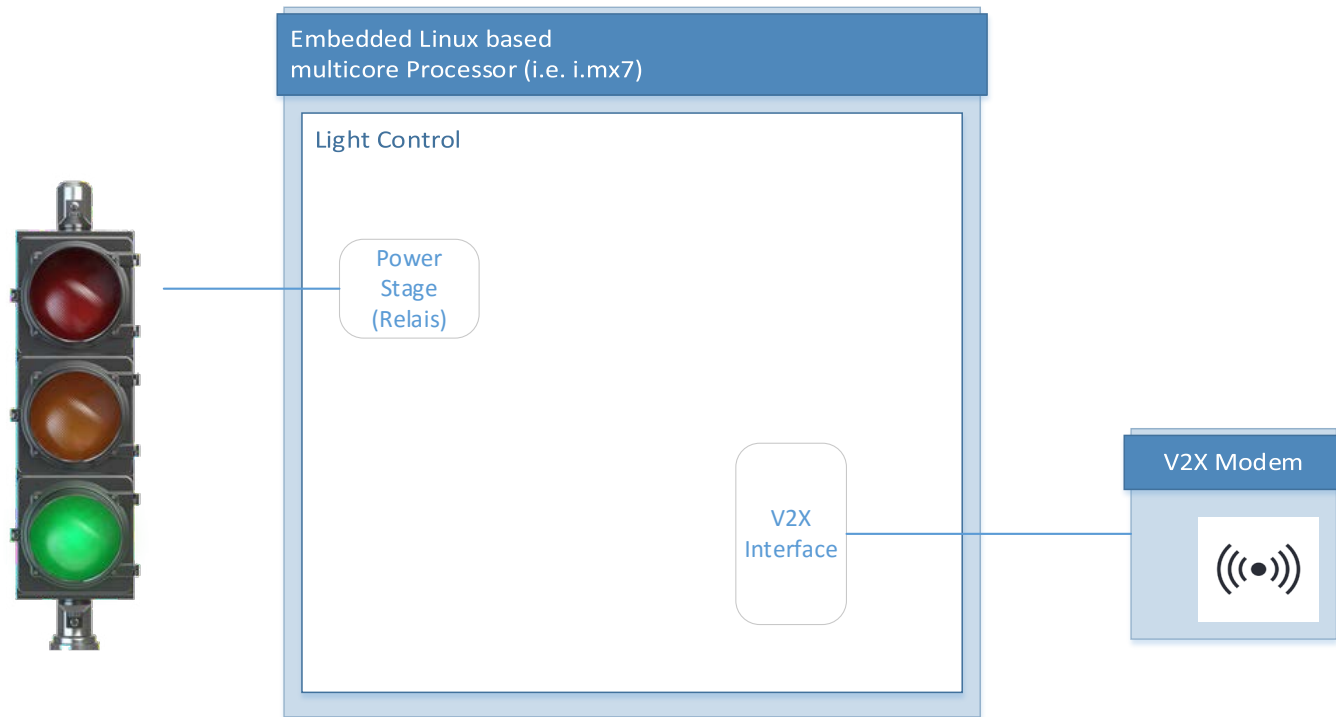 Embedded Linux based
multicore Processor (i.e. i.mx7)
Light Control
Power
Stage
(Relais)
V2X
Interface
V2X Modem